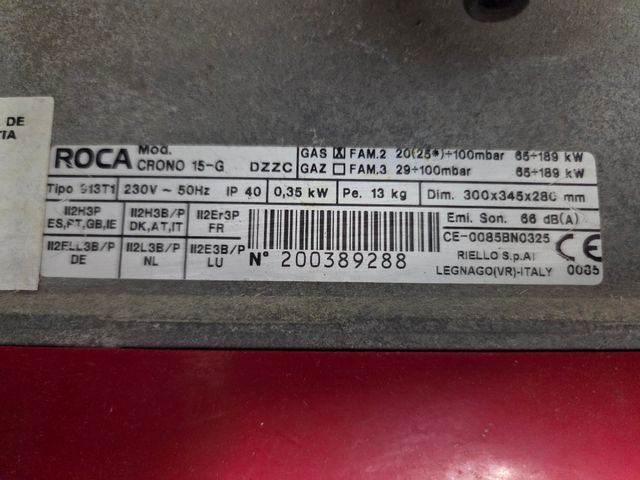 DE
TIA
ROCA Mod. CRONO 15-G DZZC
GAS X FAM.2 20(25*)÷100mbar 65÷189 kW
GAZ FAM.3 29÷100mbar 65÷189 kW
Tipo 913T1 230V ~ 50Hz IP 40 0,35 kW Pe. 13 kg Dim. 300x345x280 mm
II2H3P ES,PT,GB,IE
II2H3B/P DK,AT,IT
II2Er3P FR
Emi. Son. 66 dB(A)
II2ELL3B/P DE
II2L3B/P NL
II2E3B/P LU
N° 200389288
CE-0085BN0325
RIELLO S.p.A
LEGNAGO(VR)-ITALY
CE 0085